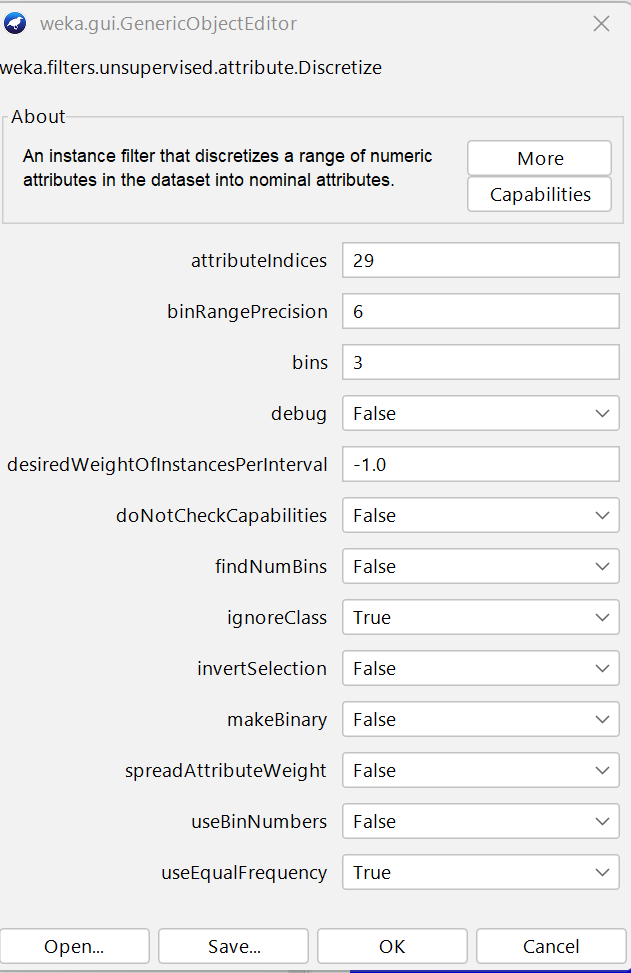 weka.gui.GenericObjectEditor
weka.filters.unsupervised.attribute.Discretize
About
An instance filter that discretizes a range of numeric
attributes in the dataset into nominal attributes.
More
Capabilities
attributeIndices 29
binRangePrecision 6
bins 3
debug False
desiredWeightOfInstancesPerInterval -1.0
doNotCheckCapabilities False
findNumBins False
ignoreClass True
invertSelection False
makeBinary False
spreadAttributeWeight False
useBinNumbers False
useEqualFrequency True
Open... Save... OK Cancel